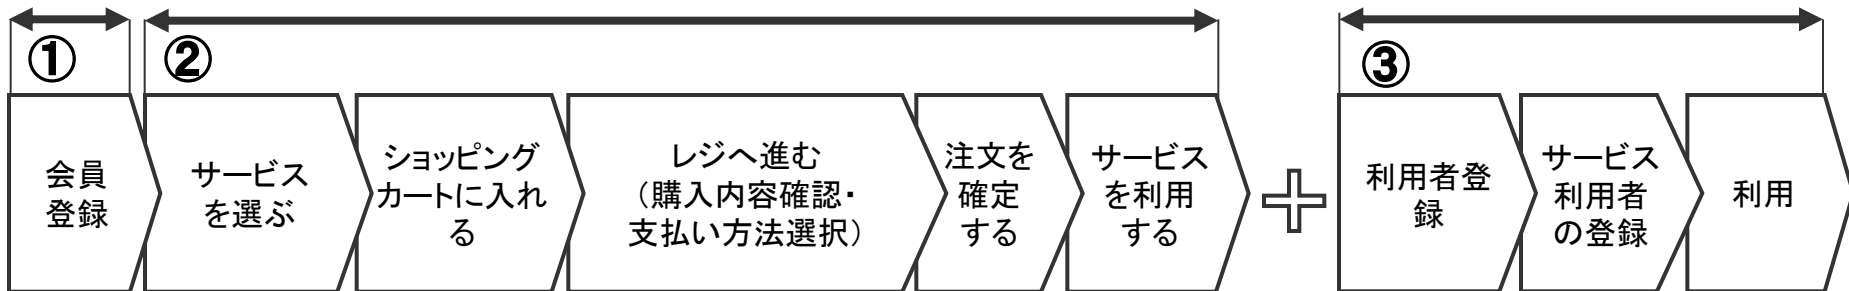 ①
②
③
会員
登録
サービス
を選ぶ
ショッピング
カートに入れ
る
レジへ進む
（購入内容確認・
支払い方法選択）
注文を
確定
する
サービス
を利用
する
利用者登
録
サービス
利用者
の登録
利用